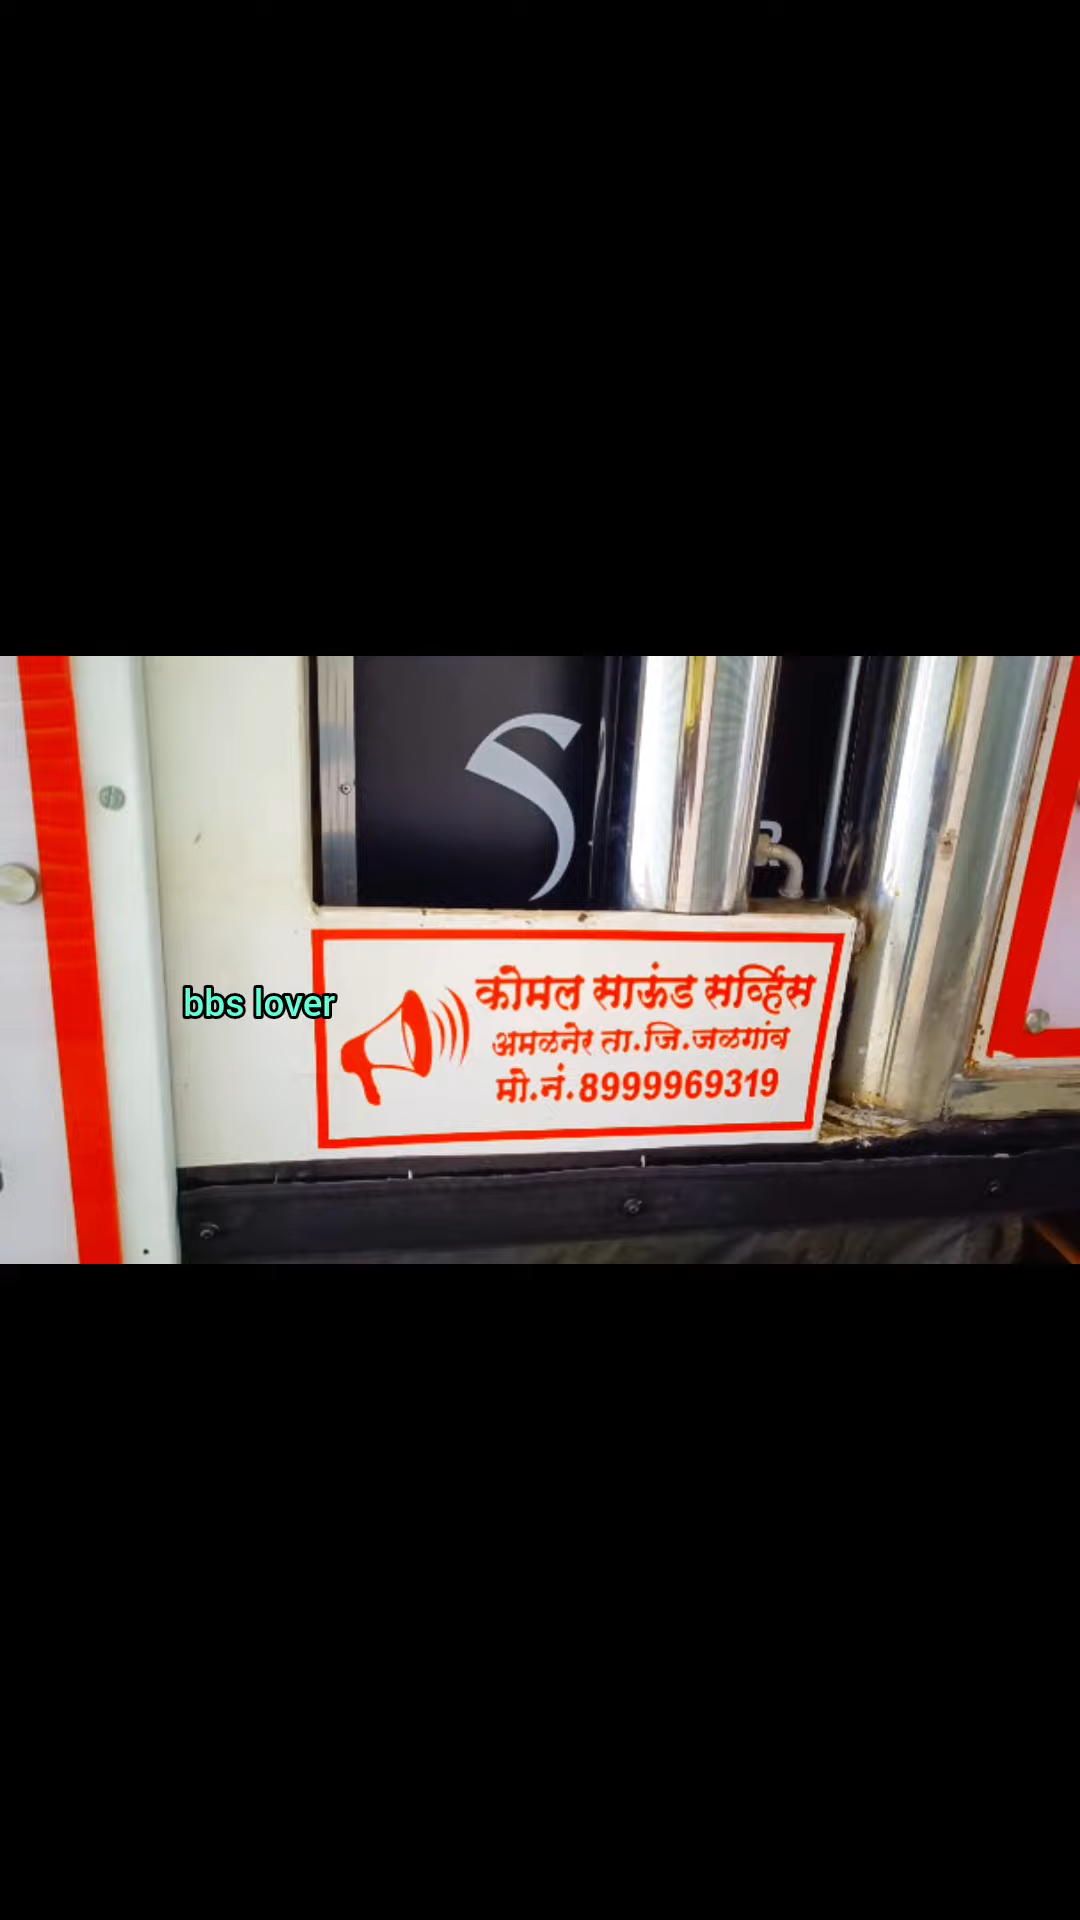 S
R
bbs lover
कोमल साऊंड सर्व्हिस
अमळनेर ता.जि.जळगांव
मो.नं.8999969319